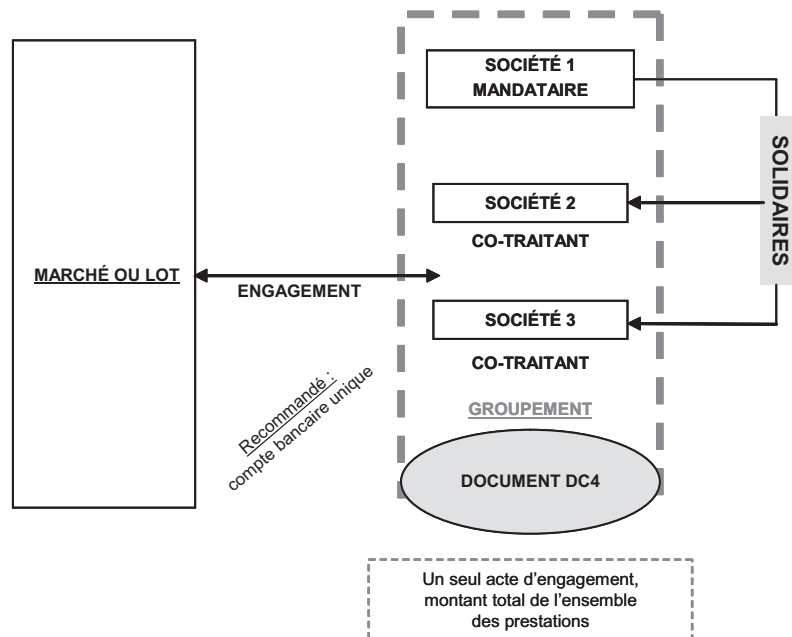 SOCIÉTÉ 1
MANDATAIRE
SOLIDAIRES
SOCIÉTÉ 2
CO-TRAITANT
MARCHÉ OU LOT
ENGAGEMENT
SOCIÉTÉ 3
CO-TRAITANT
Recommandé :
compte bancaire unique
GROUPEMENT
DOCUMENT DC4
Un seul acte d’engagement,
montant total de l’ensemble
des prestations